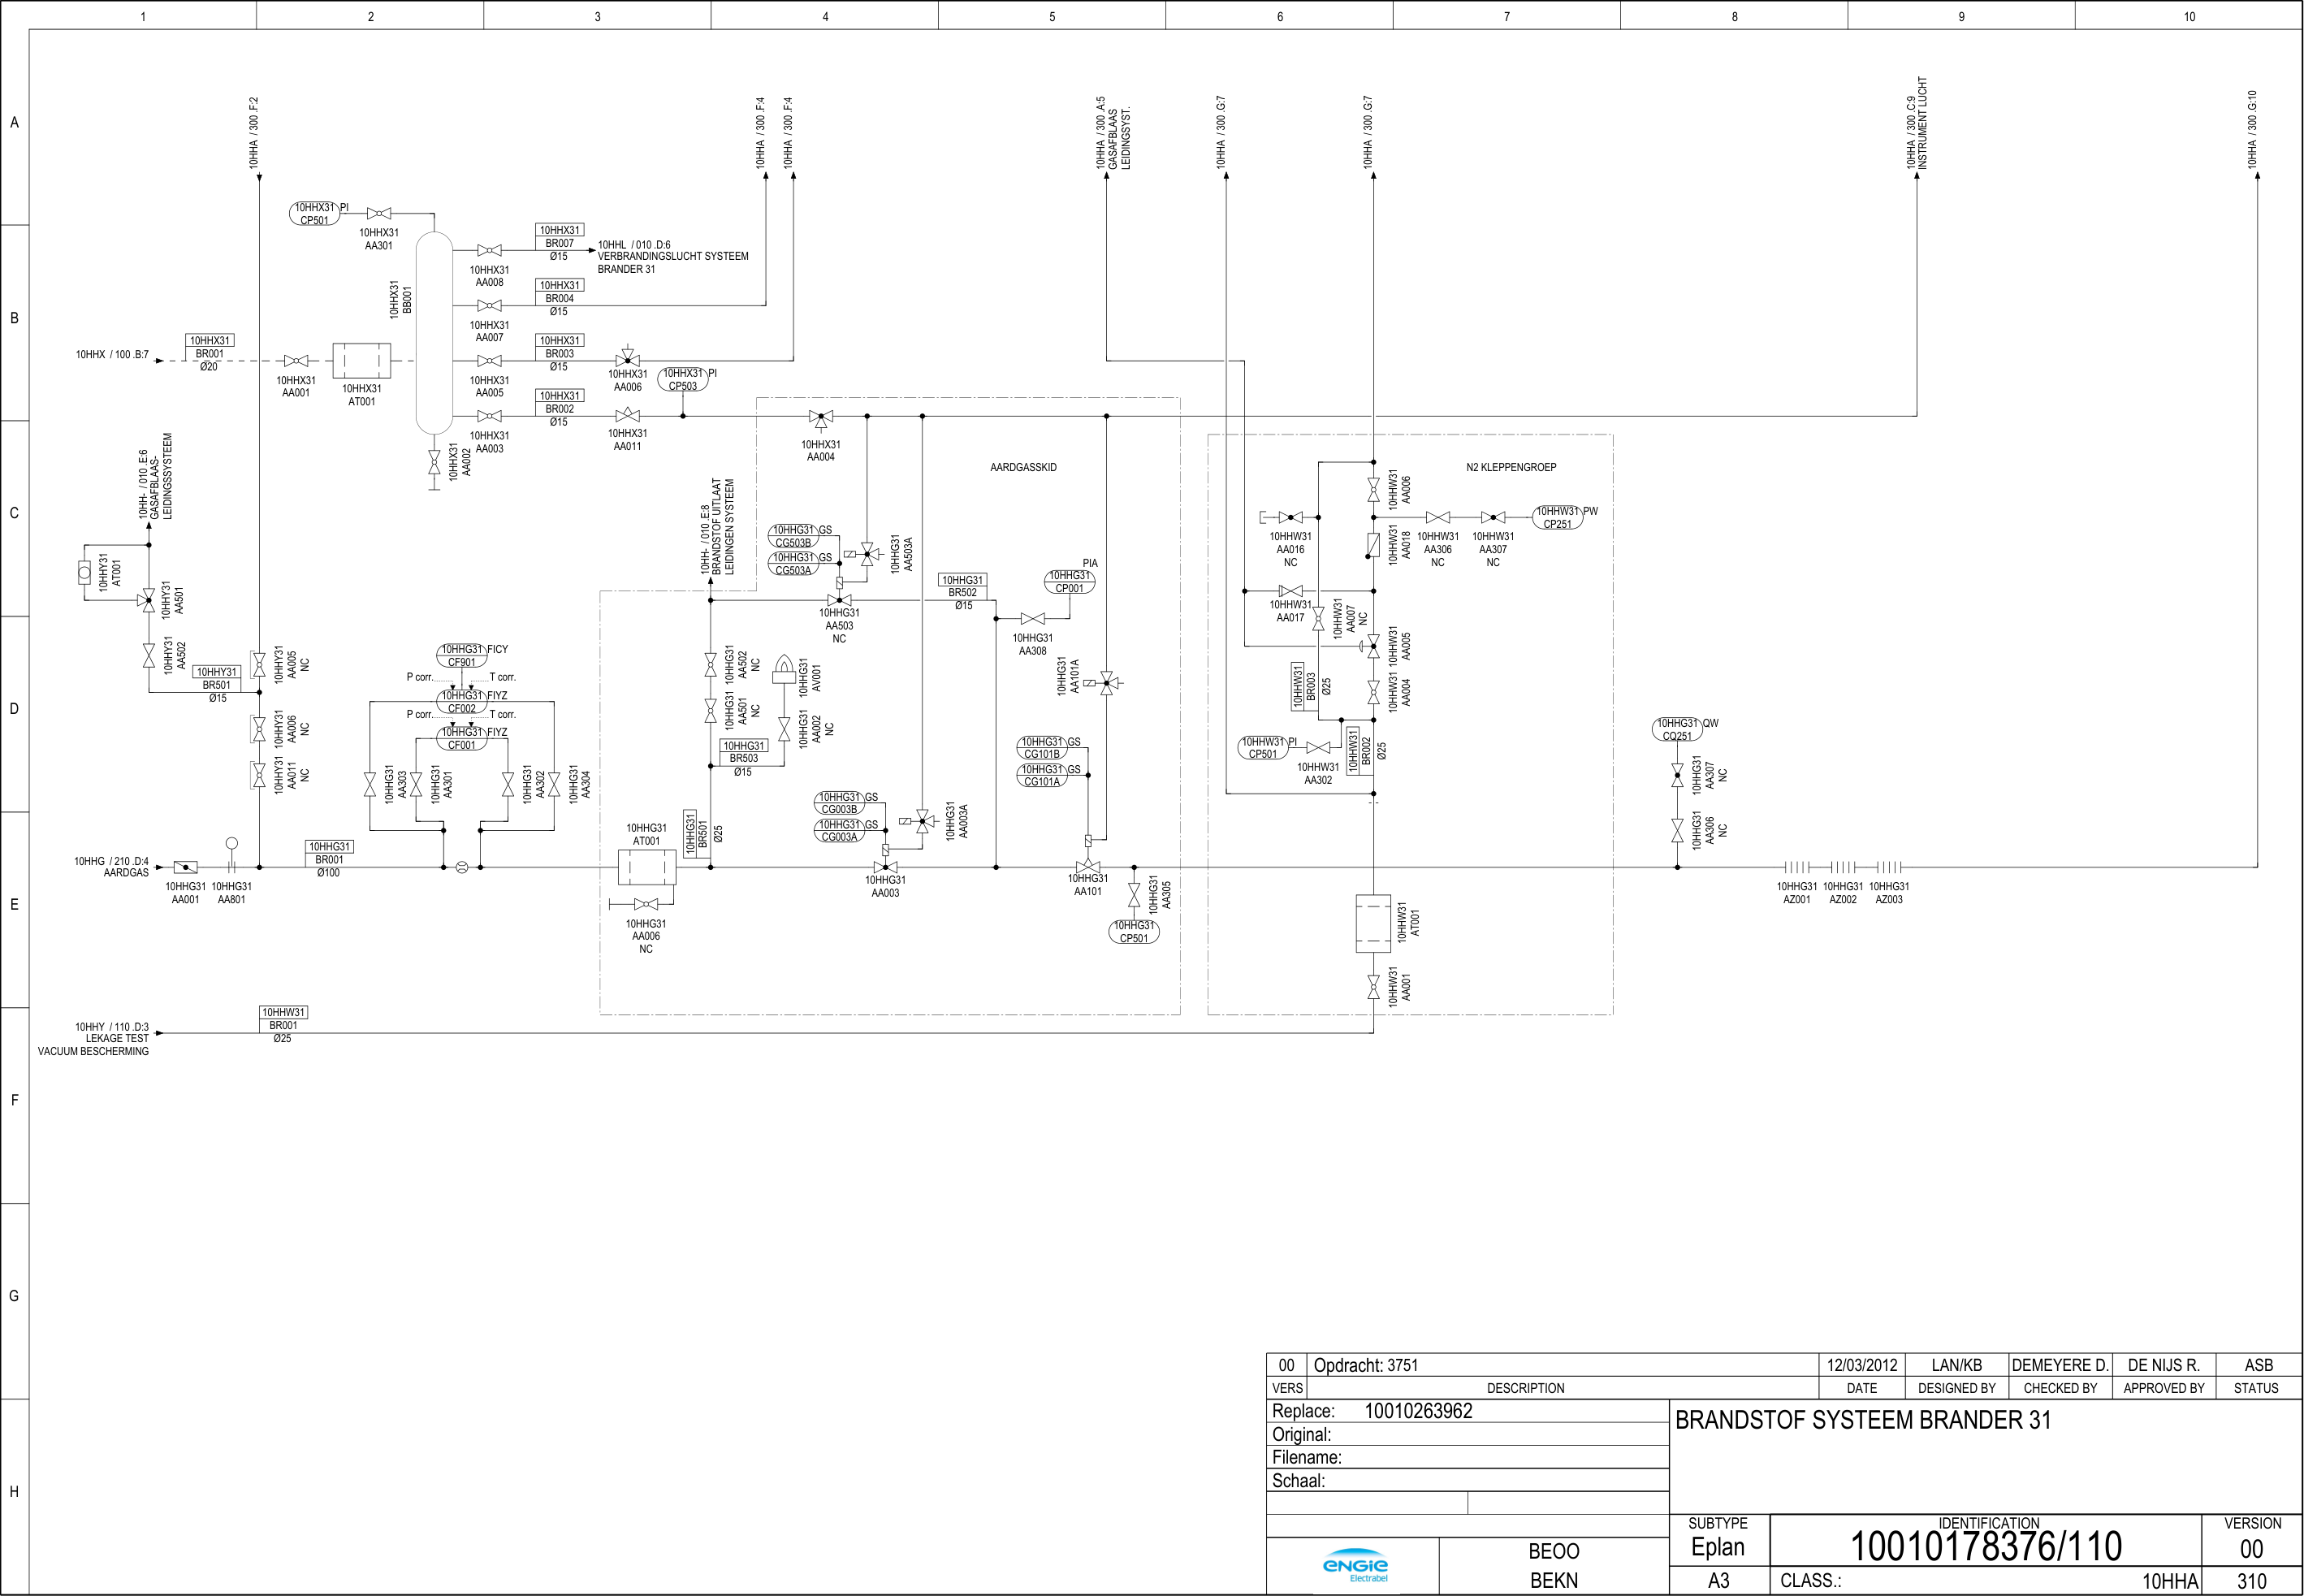 1 2 3 4 5 6 7 8 9 10
A
B
C
D
E
F
G
H
10HHA / 300 .F:2
10HHA / 300 .F:4
10HHA / 300 .F:4
10HHA / 300 .A:5
GASAFBLAAS
LEIDINGSYST.
10HHA / 300 .G:7
10HHA / 300 .G:7
10HHA / 300 .C:9
INSTRUMENT LUCHT
10HHA / 300 .G:10
10HHX31 PI
CP501
10HHX31
AA301
10HHX31
BB001
10HHX31
AA008
10HHX31
BR007
Ø15
10HHL / 010 .D:6
VERBRANDINGSLUCHT SYSTEEM
BRANDER 31
10HHX31
AA007
10HHX31
BR004
Ø15
10HHX / 100 .B:7
10HHX31
BR001
Ø20
10HHX31
AA001
10HHX31
AT001
10HHX31
AA005
10HHX31
BR003
Ø15
10HHX31
AA006
10HHX31 PI
CP503
10HHX31
AA003
10HHX31
BR002
Ø15
10HHX31
AA011
10HHX31
AA002
10HHX31
AA004
AARDGASSKID
N2 KLEPPENGROEP
10HH- / 010 .E:6
GASAFBLAAS-
LEIDINGSSYSTEEM
10HHY31
AT001
10HHY31
AA501
10HHY31
AA502
10HHY31
BR501
Ø15
10HHY31
AA005
NC
10HHY31
AA006
NC
10HHY31
AA011
NC
10HHG31 FICY
CF901
P corr. T corr.
10HHG31 FIYZ
CF002
P corr. T corr.
10HHG31 FIYZ
CF001
10HHG31
AA303
10HHG31
AA301
10HHG31
AA302
10HHG31
AA304
10HH- / 010 .E:8
BRANDSTOF UITLAAT
LEIDINGEN SYSTEEM
10HHG31 GS
CG503B
10HHG31 GS
CG503A
10HHG31
AA503A
10HHG31
AA503
NC
10HHG31
BR502
Ø15
PIA
10HHG31
CP001
10HHG31
AA308
10HHG31
AA502
NC
10HHG31
AA501
NC
10HHG31
AV001
10HHG31
AA002
NC
10HHG31
BR503
Ø15
10HHG31
AA101A
10HHG31 GS
CG101B
10HHG31 GS
CG101A
10HHG31 GS
CG003B
10HHG31 GS
CG003A
10HHG31
AA003A
10HHG31
BR501
Ø25
10HHG31
AT001
10HHG31
AA006
NC
10HHG31
AA003
10HHG31
AA101
10HHG31
AA305
10HHG31
CP501
10HHG / 210 .D:4
AARDGAS
10HHG31
AA001
10HHG31
AA801
10HHG31
BR001
Ø100
10HHW31
AA006
10HHW31
AA016
NC
10HHW31
AA018
10HHW31
AA306
NC
10HHW31
AA307
NC
10HHW31 PW
CP251
10HHW31
AA017
10HHW31
AA007
NC
10HHW31
AA005
10HHW31
BR003
Ø25
10HHW31
AA004
10HHW31 PI
CP501
10HHW31
AA302
10HHW31
BR002
Ø25
10HHG31 QW
CQ251
10HHG31
AA307
NC
10HHG31
AA306
NC
10HHG31
AZ001
10HHG31
AZ002
10HHG31
AZ003
10HHW31
AT001
10HHW31
AA001
10HHY / 110 .D:3
LEKAGE TEST
VACUUM BESCHERMING
10HHW31
BR001
Ø25
00 Opdracht: 3751 12/03/2012 LAN/KB DEMEYERE D. DE NIJS R. ASB
VERS DESCRIPTION DATE DESIGNED BY CHECKED BY APPROVED BY STATUS
Replace: 10010263962
Original:
Filename:
Schaal:
BRANDSTOF SYSTEEM BRANDER 31
ENGIE
Electrabel
BEOO
BEKN
SUBTYPE
Eplan
A3
IDENTIFICATION
10010178376/110
VERSION
00
CLASS.: 10HHA 310